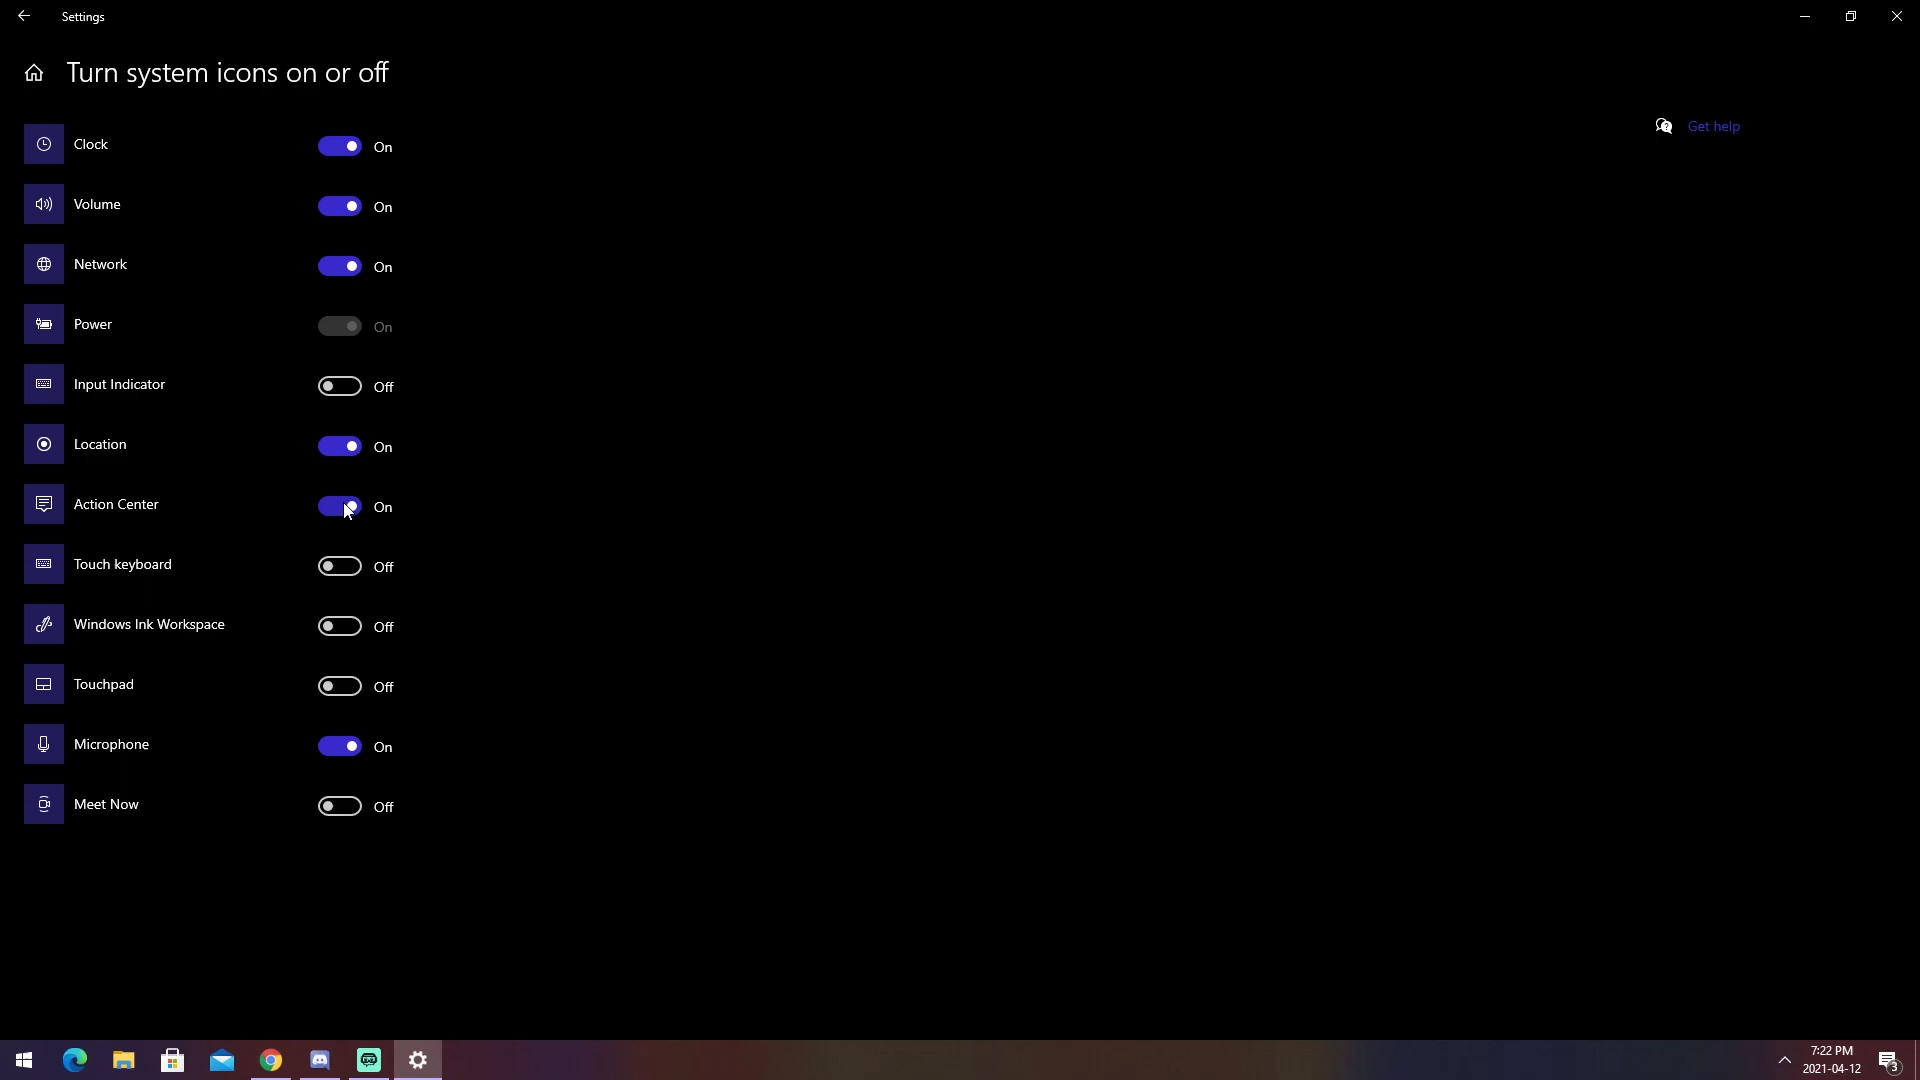 Settings
Turn system icons on or off
Get help
Clock On
Volume On
Network On
Power On
Input Indicator Off
Location On
Action Center On
Touch keyboard Off
Windows Ink Workspace Off
Touchpad Off
Microphone On
Meet Now Off
7:22 PM
2021-04-12
3